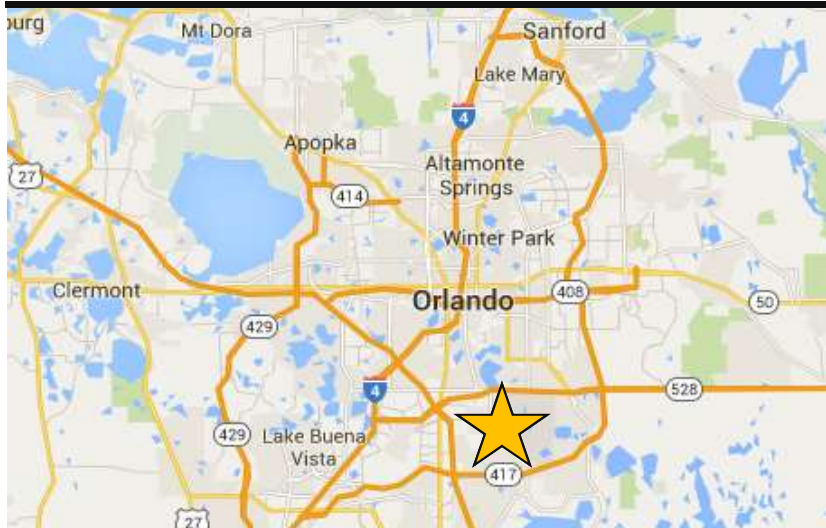 Sanford
Mt Dora
Lake Mary
4
Apopka
Altamonte
Springs
27
414
Winter Park
Clermont
Orlando
408
50
429
4
528
429
Lake Buena
Vista
417
27